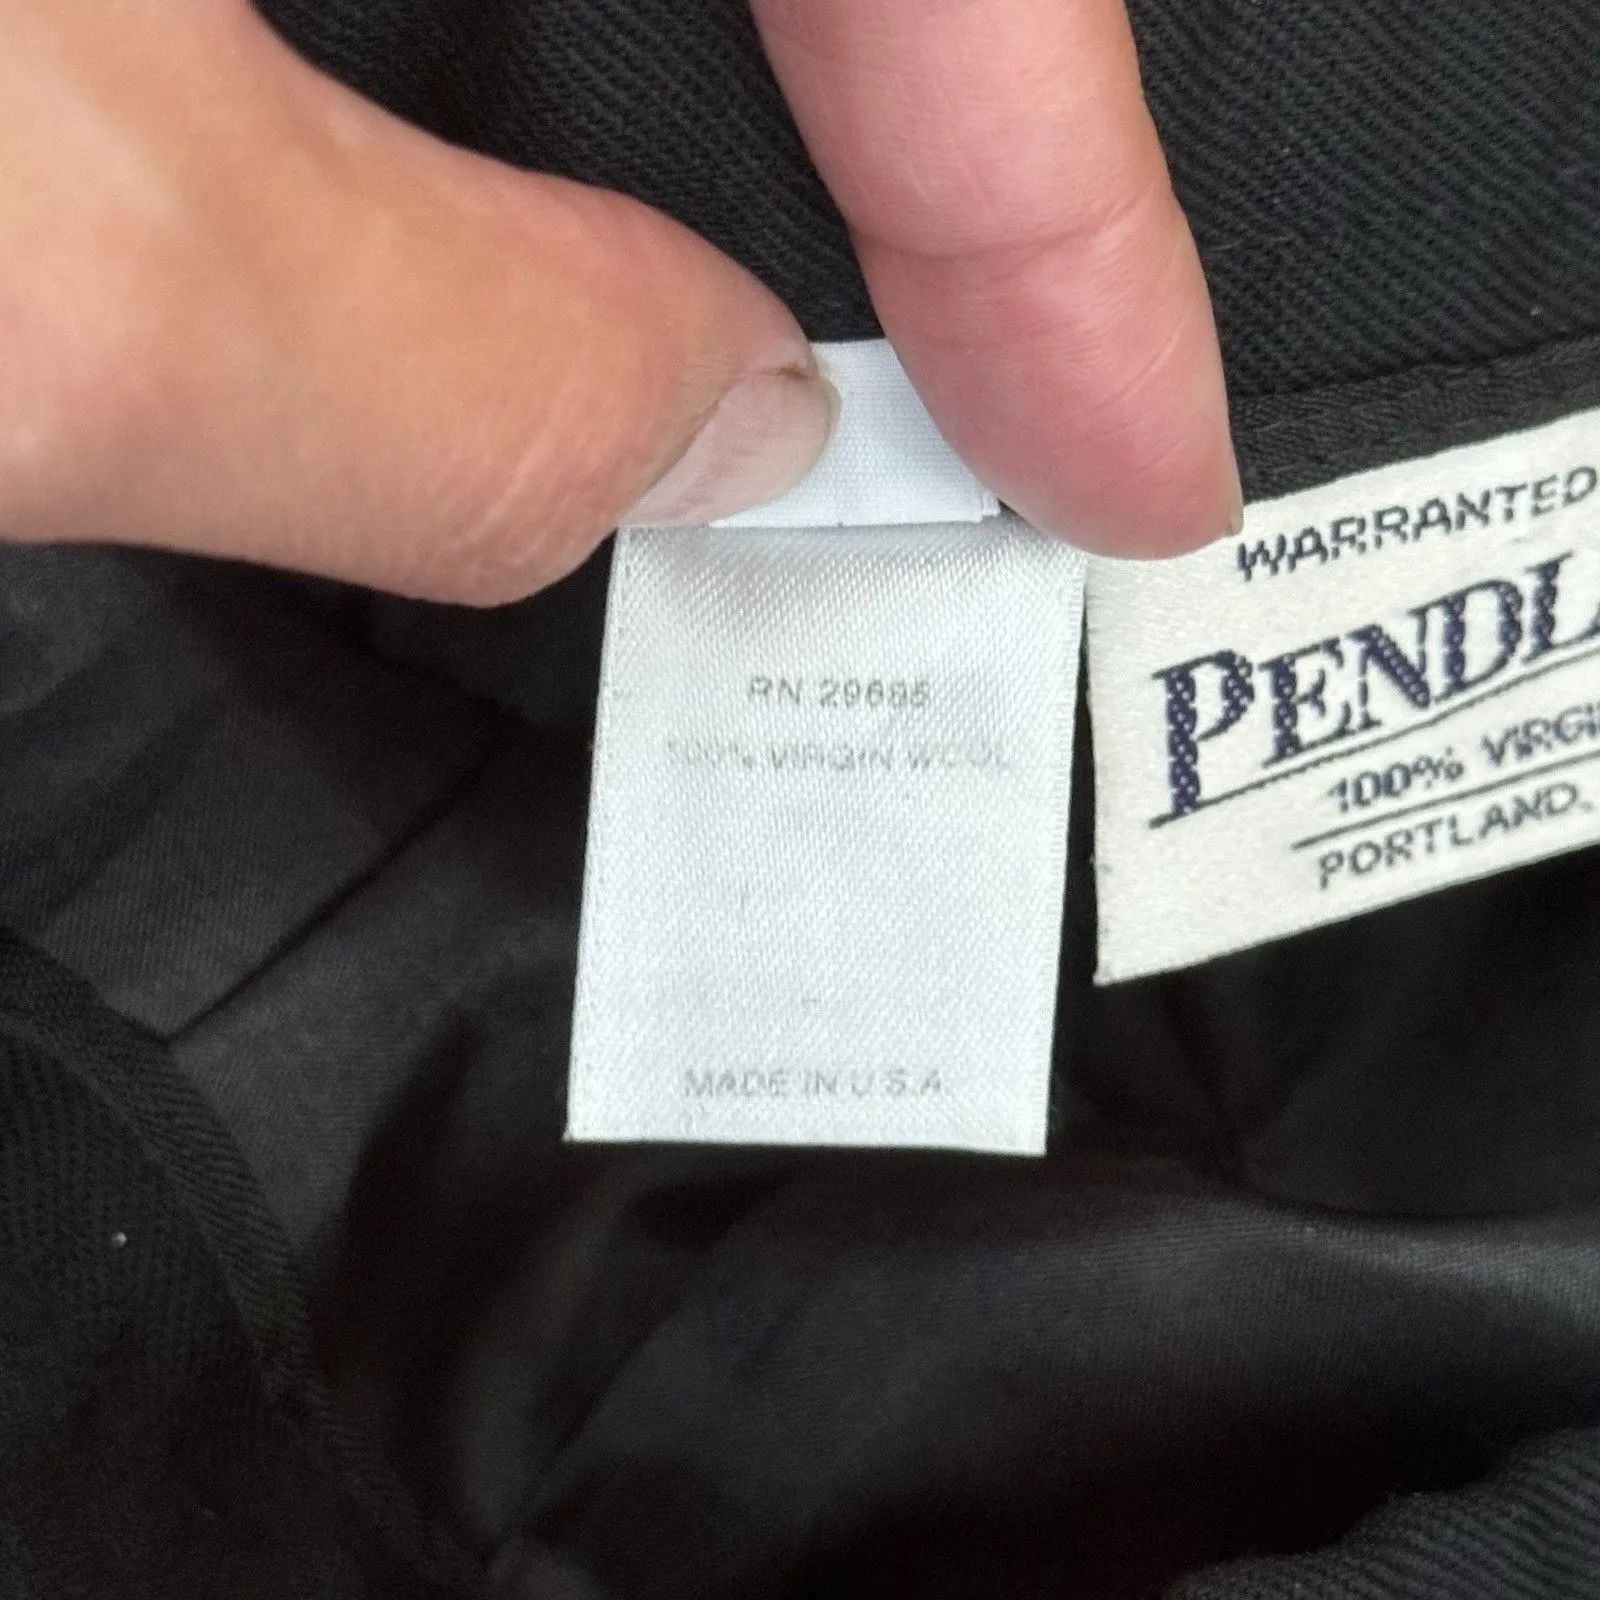 RN 29685
100% VIRGIN WOOL
MADE IN U.S.A.
WARRANTED
PENDL
100% VIRGI
PORTLAND,